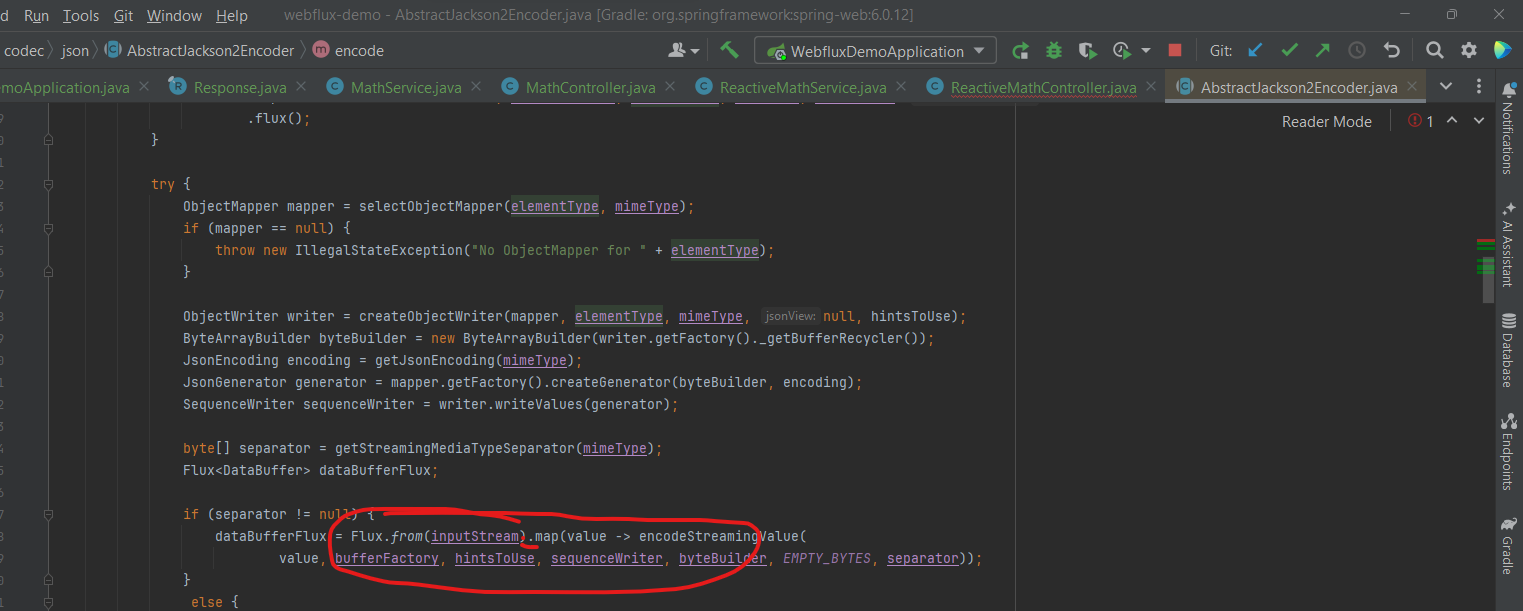 d Run Tools Git Window Help webflux-demo - AbstractJackson2Encoder.java [Gradle: org.springframework:spring-web:6.0.12]
codec json AbstractJackson2Encoder m encode WebfluxDemoApplication Git:
moApplication.java Response.java C MathService.java C MathController.java C ReactiveMathService.java C ReactiveMathController.java C AbstractJackson2Encoder.java
.flux(); Reader Mode 1
}
try {
ObjectMapper mapper = selectObjectMapper(elementType, mimeType);
if (mapper == null) {
throw new IllegalStateException("No ObjectMapper for " + elementType);
}
ObjectWriter writer = createObjectWriter(mapper, elementType, mimeType, jsonView: null, hintsToUse);
ByteArrayBuilder byteBuilder = new ByteArrayBuilder(writer.getFactory()._getBufferRecycler());
JsonEncoding encoding = getJsonEncoding(mimeType);
JsonGenerator generator = mapper.getFactory().createGenerator(byteBuilder, encoding);
SequenceWriter sequenceWriter = writer.writeValues(generator);
byte[] separator = getStreamingMediaTypeSeparator(mimeType);
Flux<DataBuffer> dataBufferFlux;
if (separator != null) {
dataBufferFlux = Flux.from(inputStream).map(value -> encodeStreamingValue(
value, bufferFactory, hintsToUse, sequenceWriter, byteBuilder, EMPTY_BYTES, separator));
}
else {
Notifications
AI Assistant
Database
Endpoints
Gradle